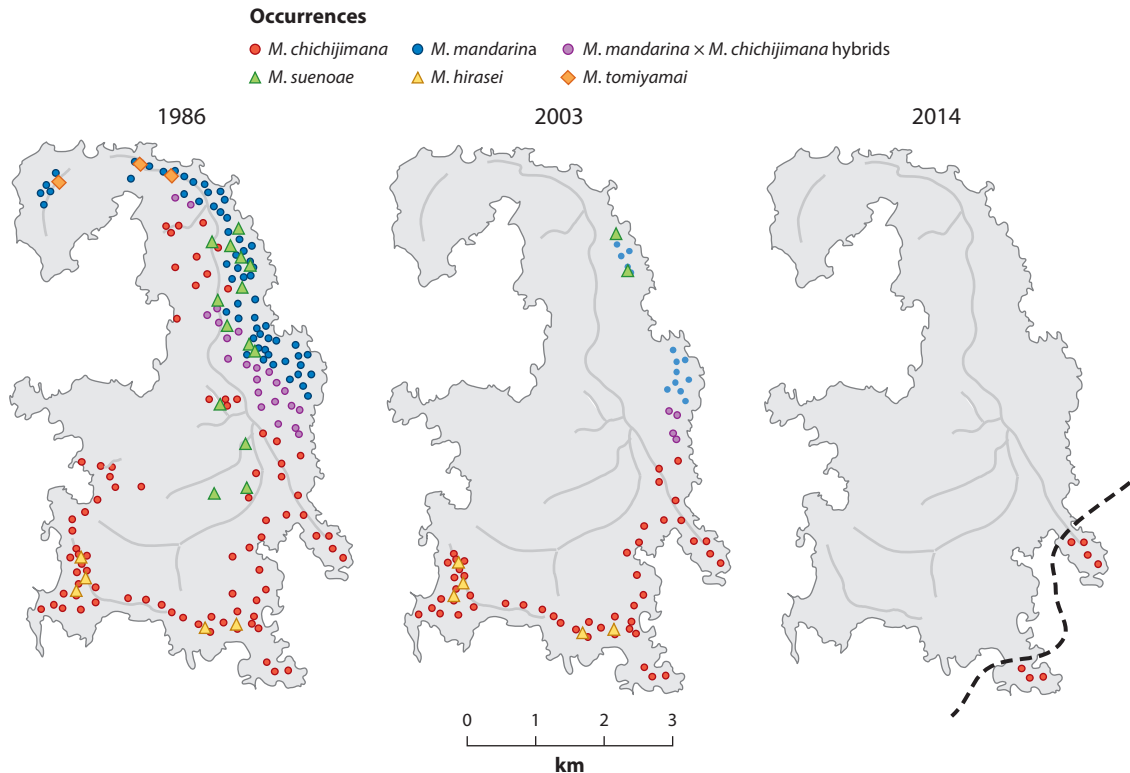 Occurrences
M. chichijimana M. mandarina M. mandarina × M. chichijimana hybrids
M. suenoae M. hirasei M. tomiyamai
1986 2003 2014
0 1 2 3
km